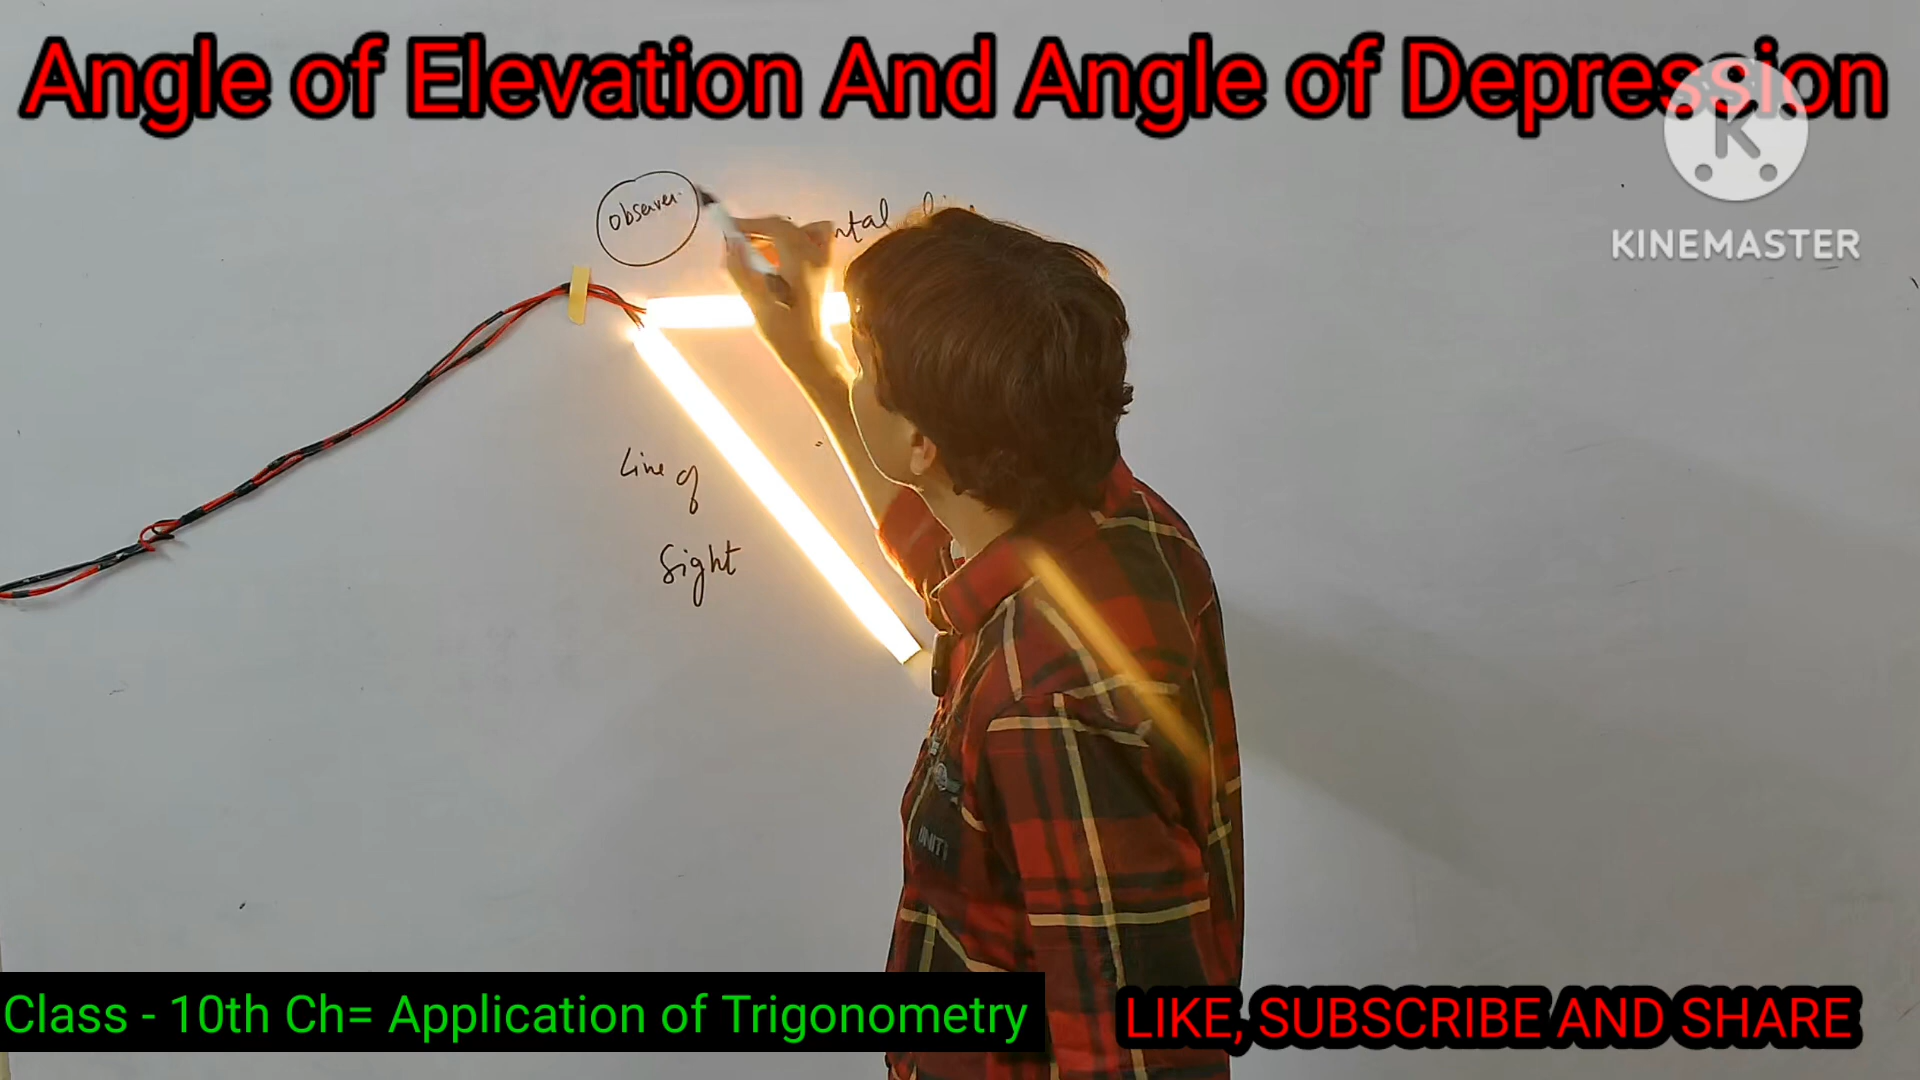 Angle of Elevation And Angle of Depression
KINEMASTER
observer
Line of
Sight
UNIT
Class - 10th Ch= Application of Trigonometry
LIKE, SUBSCRIBE AND SHARE